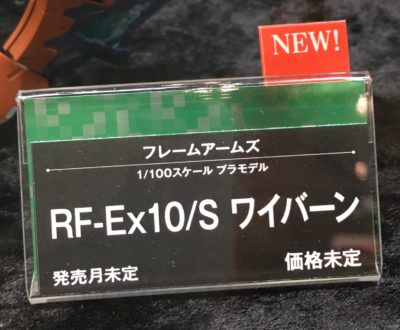 NEW!
フレームアームズ
1/100スケール プラモデル
RF-Ex10/S ワイバーン
発売月未定
価格未定